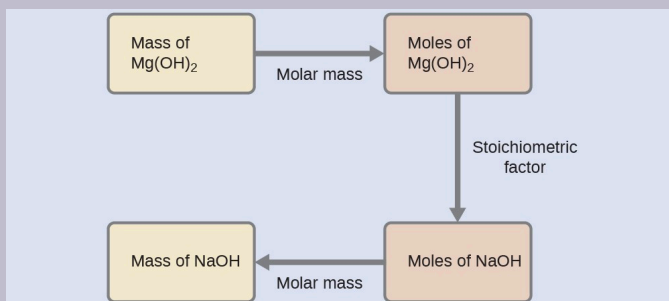 Mass of
Mg(OH)₂
Molar mass
Moles of
Mg(OH)₂
Stoichiometric
factor
Mass of NaOH
Molar mass
Moles of NaOH